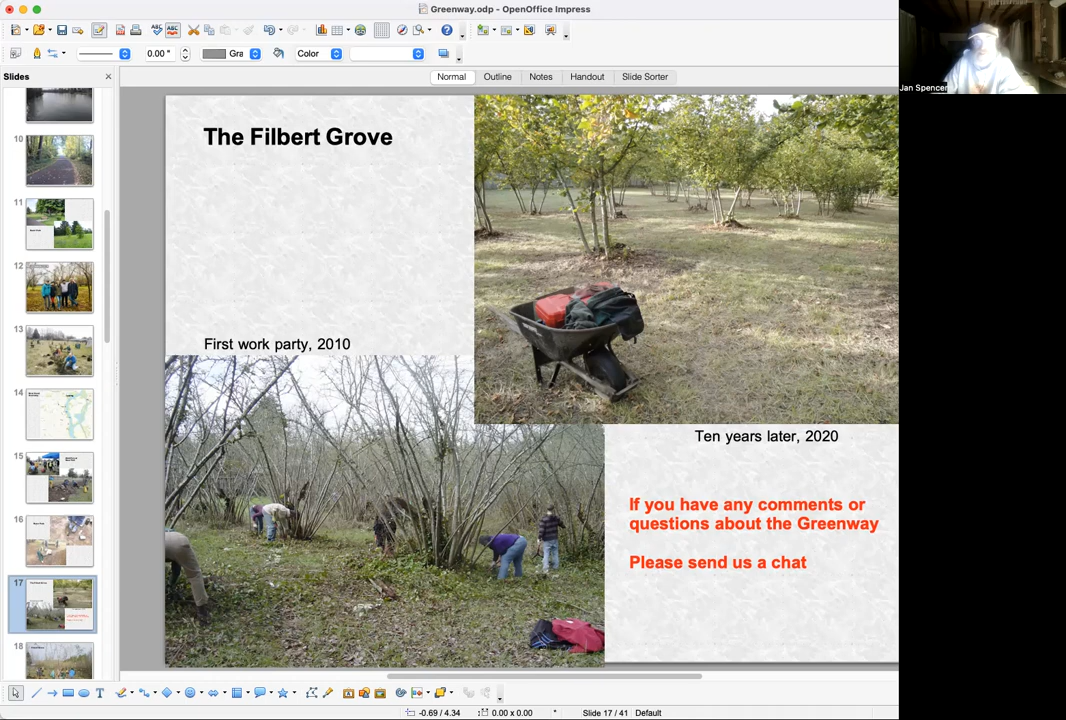 Greenway.odp - OpenOffice Impress
0.00 °
Gra
Color
Slides
Normal
Outline
Notes
Handout
Slide Sorter
Jan Spencer
10
11
12
13
14
15
16
17
18
The Filbert Grove
First work party, 2010
Ten years later, 2020
If you have any comments or
questions about the Greenway
Please send us a chat
-0.69 / 4.34
0.00 x 0.00
*
Slide 17 / 41
Default